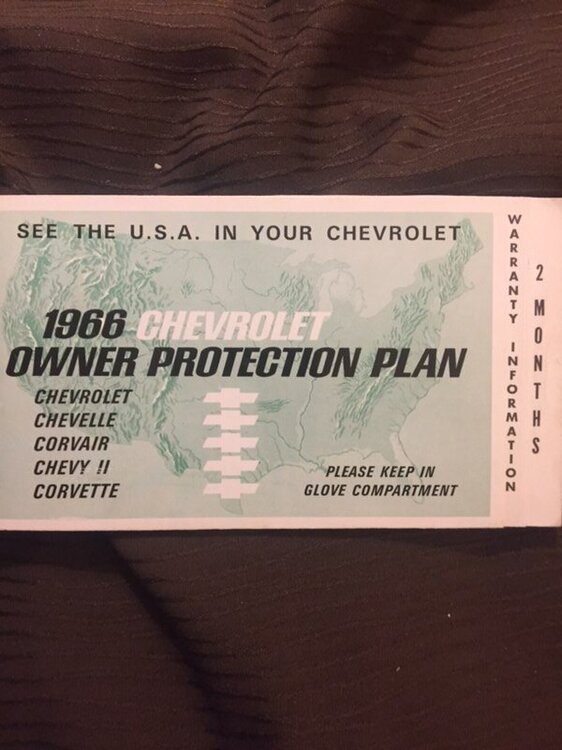 SEE THE U.S.A. IN YOUR CHEVROLET
1966 CHEVROLET
OWNER PROTECTION PLAN
CHEVROLET
CHEVELLE
CORVAIR
CHEVY II
CORVETTE
PLEASE KEEP IN
GLOVE COMPARTMENT
WARRANTY INFORMATION
2 MONTHS